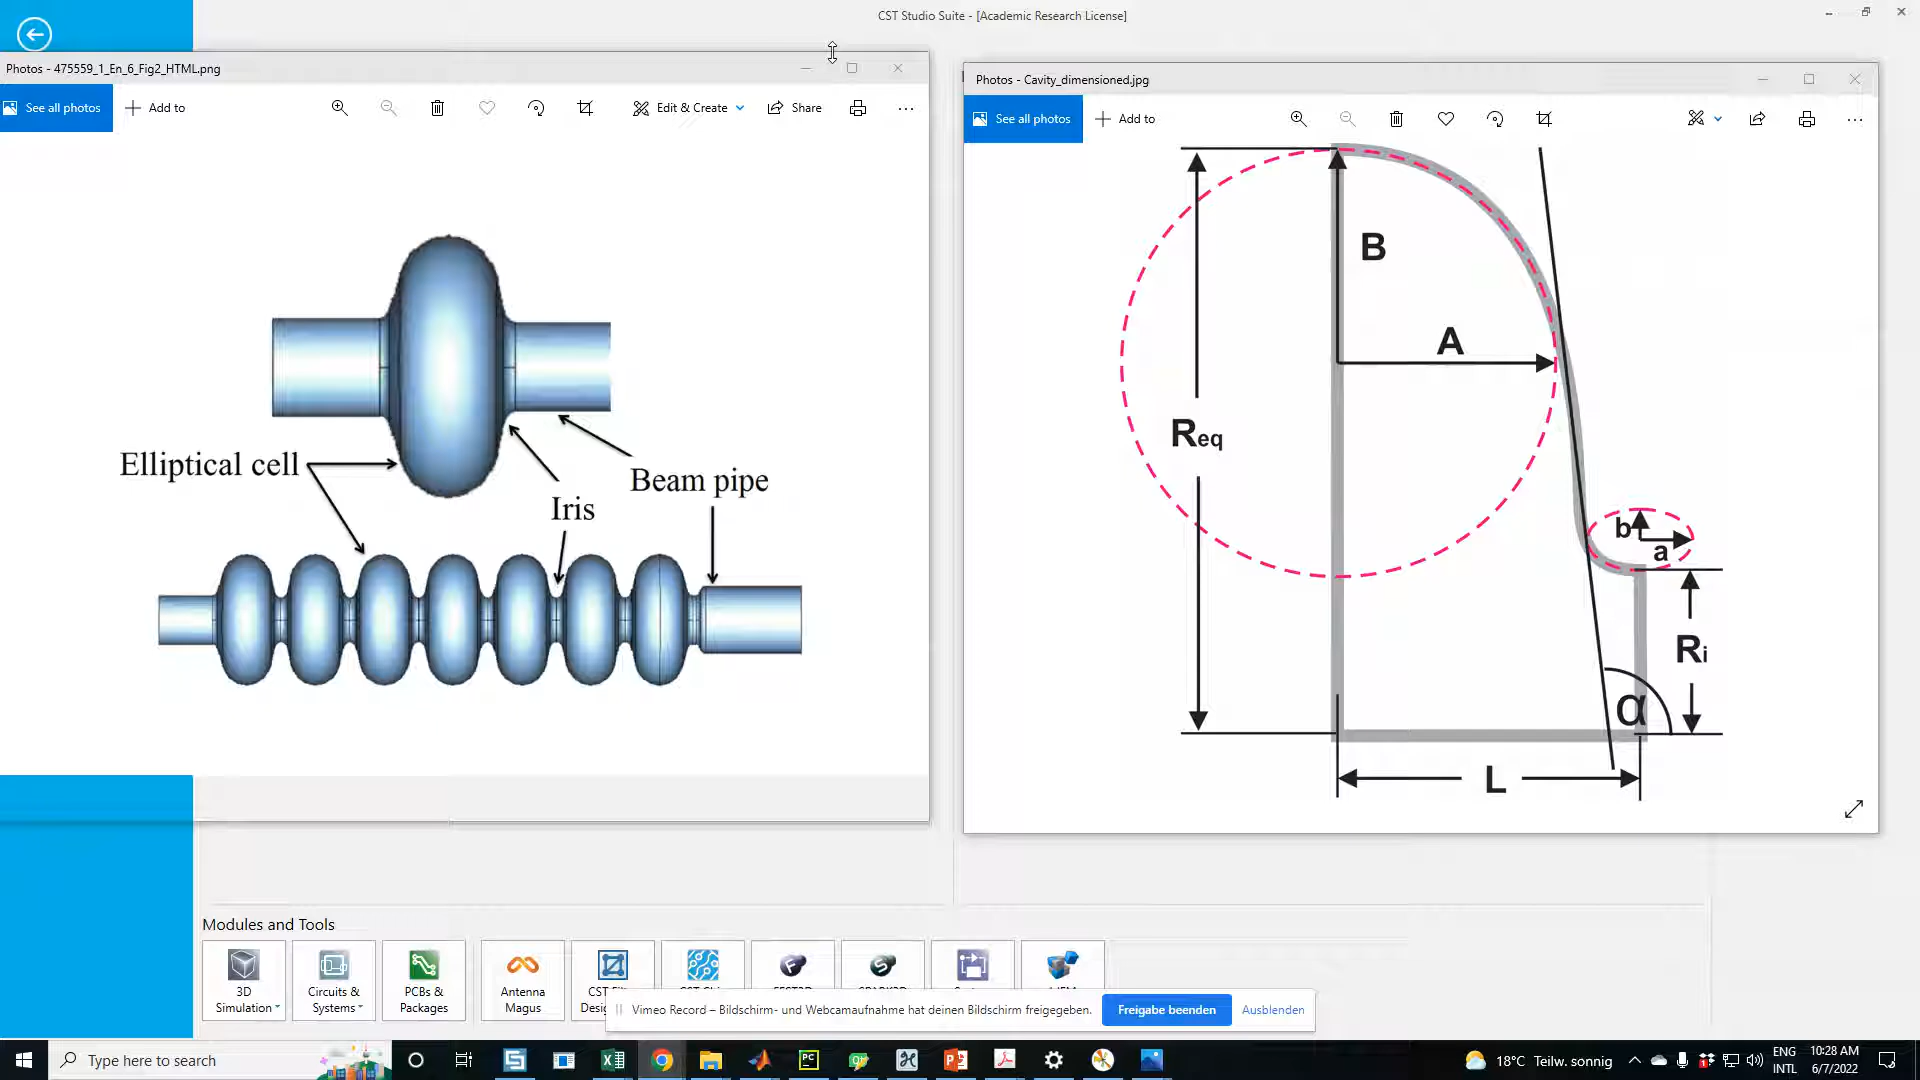 CST Studio Suite - [Academic Research License]
Photos - 475559_1_En_6_Fig2_HTML.png
See all photos
Add to
Edit & Create
Share
Elliptical cell
Iris
Beam pipe
Photos - Cavity_dimensioned.jpg
See all photos
Add to
B
A
Req
b
a
Ri
α
L
Modules and Tools
3D
Simulation
Circuits &
Systems
PCBs &
Packages
Antenna
Magus
Vimeo Record – Bildschirm- und Webcamaufnahme hat deinen Bildschirm freigegeben.
Freigabe beenden
Ausblenden
Type here to search
18°C Teilw. sonnig
ENG
INTL
10:28 AM
6/7/2022